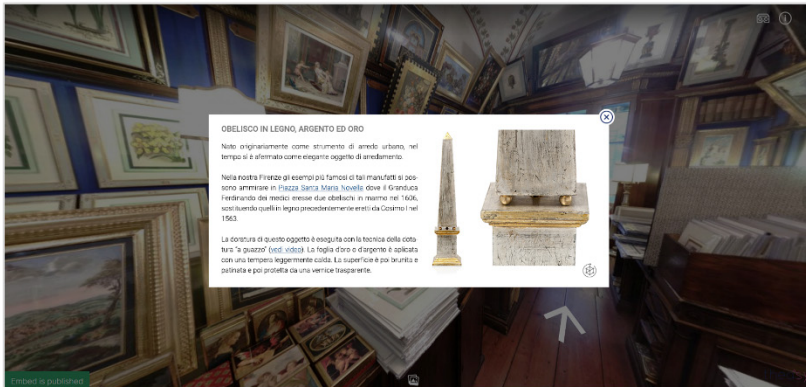 OBELISCO IN LEGNO, ARGENTO ED ORO
Nato originariamente come strumento di arredo urbano, nel
tempo si è afermato come elegante oggetto di arredamento.
Nella nostra Firenze gli esempi più famosi di tali manufatti si pos-
sono ammirare in Piazza Santa Maria Novella dove il Granduca
Ferdinando dei medici eresse due obelischi in marmo nel 1606,
sostituendo quelli in legno precedentemente eretti da Cosimo I nel
1563.
La doratura di questo oggetto è eseguita con la tecnica della dota-
tura "a guazzo" (vedi video). La foglia d'oro e d'argento è aplicata
con una tempera leggermente calda. La superficie è poi brunita e
patinata e poi protetta da una vernice trasparente.
Embed is published